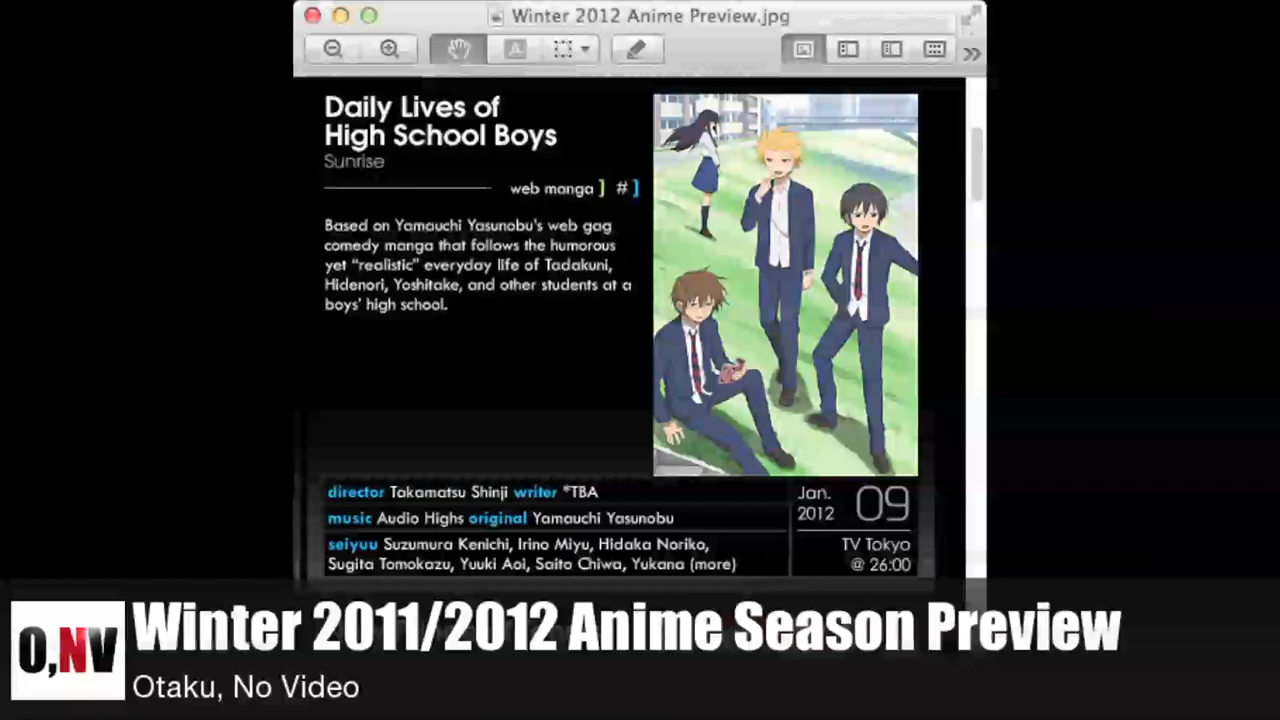 Winter 2012 Anime Preview.jpg
Daily Lives of
High School Boys
Sunrise
web manga ] # ]
Based on Yamauchi Yasunobu's web gag
comedy manga that follows the humorous
yet “realistic” everyday life of Tadakuni,
Hidenori, Yoshitake, and other students at a
boys' high school.
director Takamatsu Shinji writer *TBA
music Audio Highs original Yamauchi Yasunobu
seiyuu Suzumura Kenichi, Irino Miyu, Hidaka Noriko,
Sugita Tomokazu, Yuuki Aoi, Saito Chiwa, Yukana (more)
Jan. 09
2012
TV Tokyo
@ 26:00
O,NV
Winter 2011/2012 Anime Season Preview
Otaku, No Video